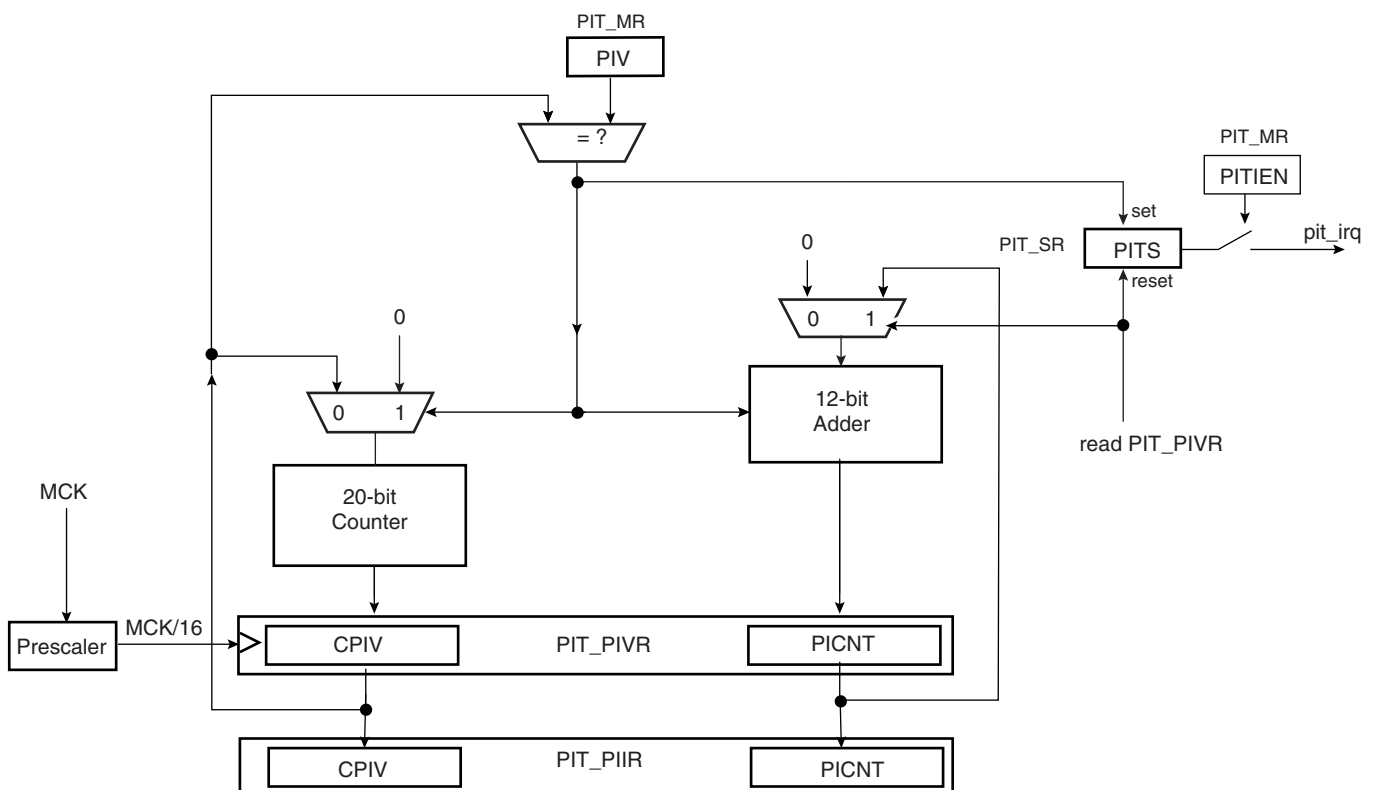 PIT_MR
PIV
= ?
PIT_MR
PITIEN
set
PIT_SR
PITS
pit_irq
reset
0
0 1
0
0 1
12-bit
Adder
read PIT_PIVR
MCK
20-bit
Counter
Prescaler
MCK/16
CPIV
PIT_PIVR
PICNT
CPIV
PIT_PIIR
PICNT